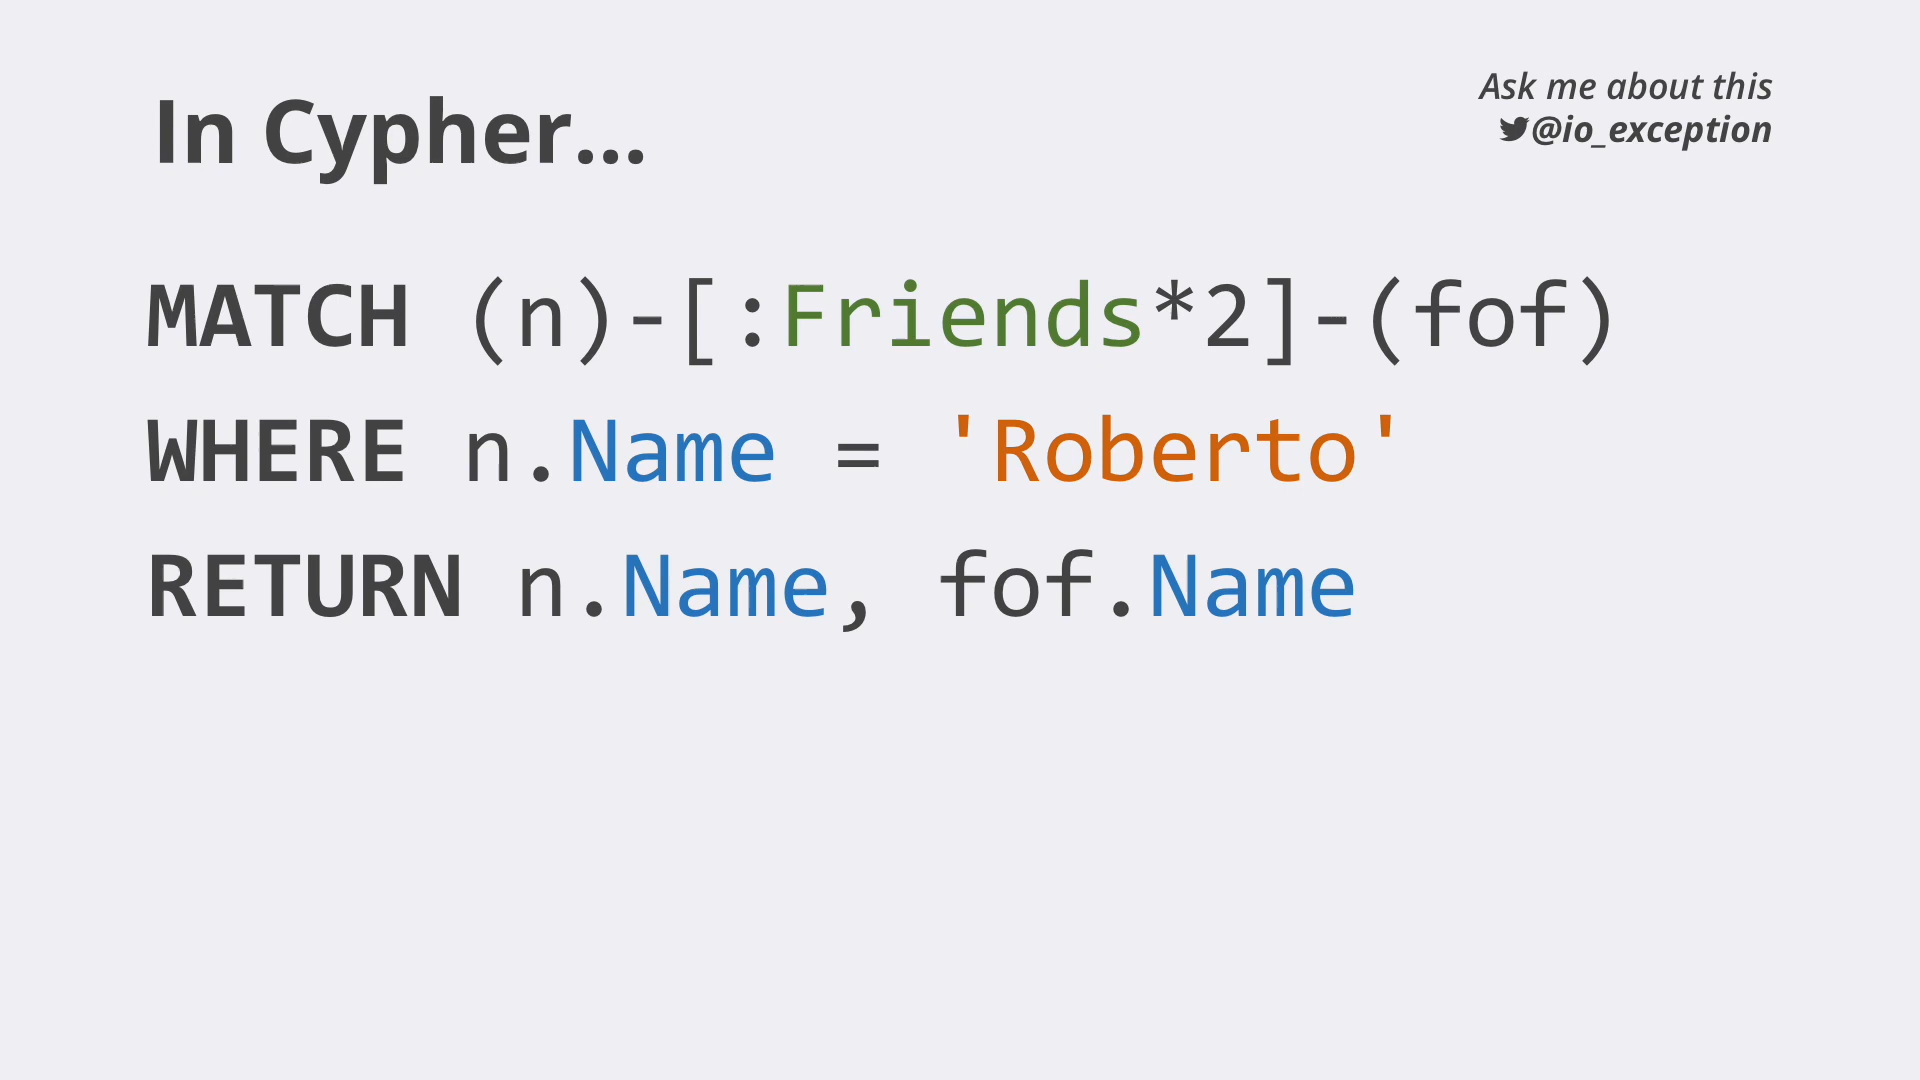 In Cypher...
Ask me about this
@io_exception
MATCH (n)-[:Friends*2]-(fof)
WHERE n.Name = 'Roberto'
RETURN n.Name, fof.Name